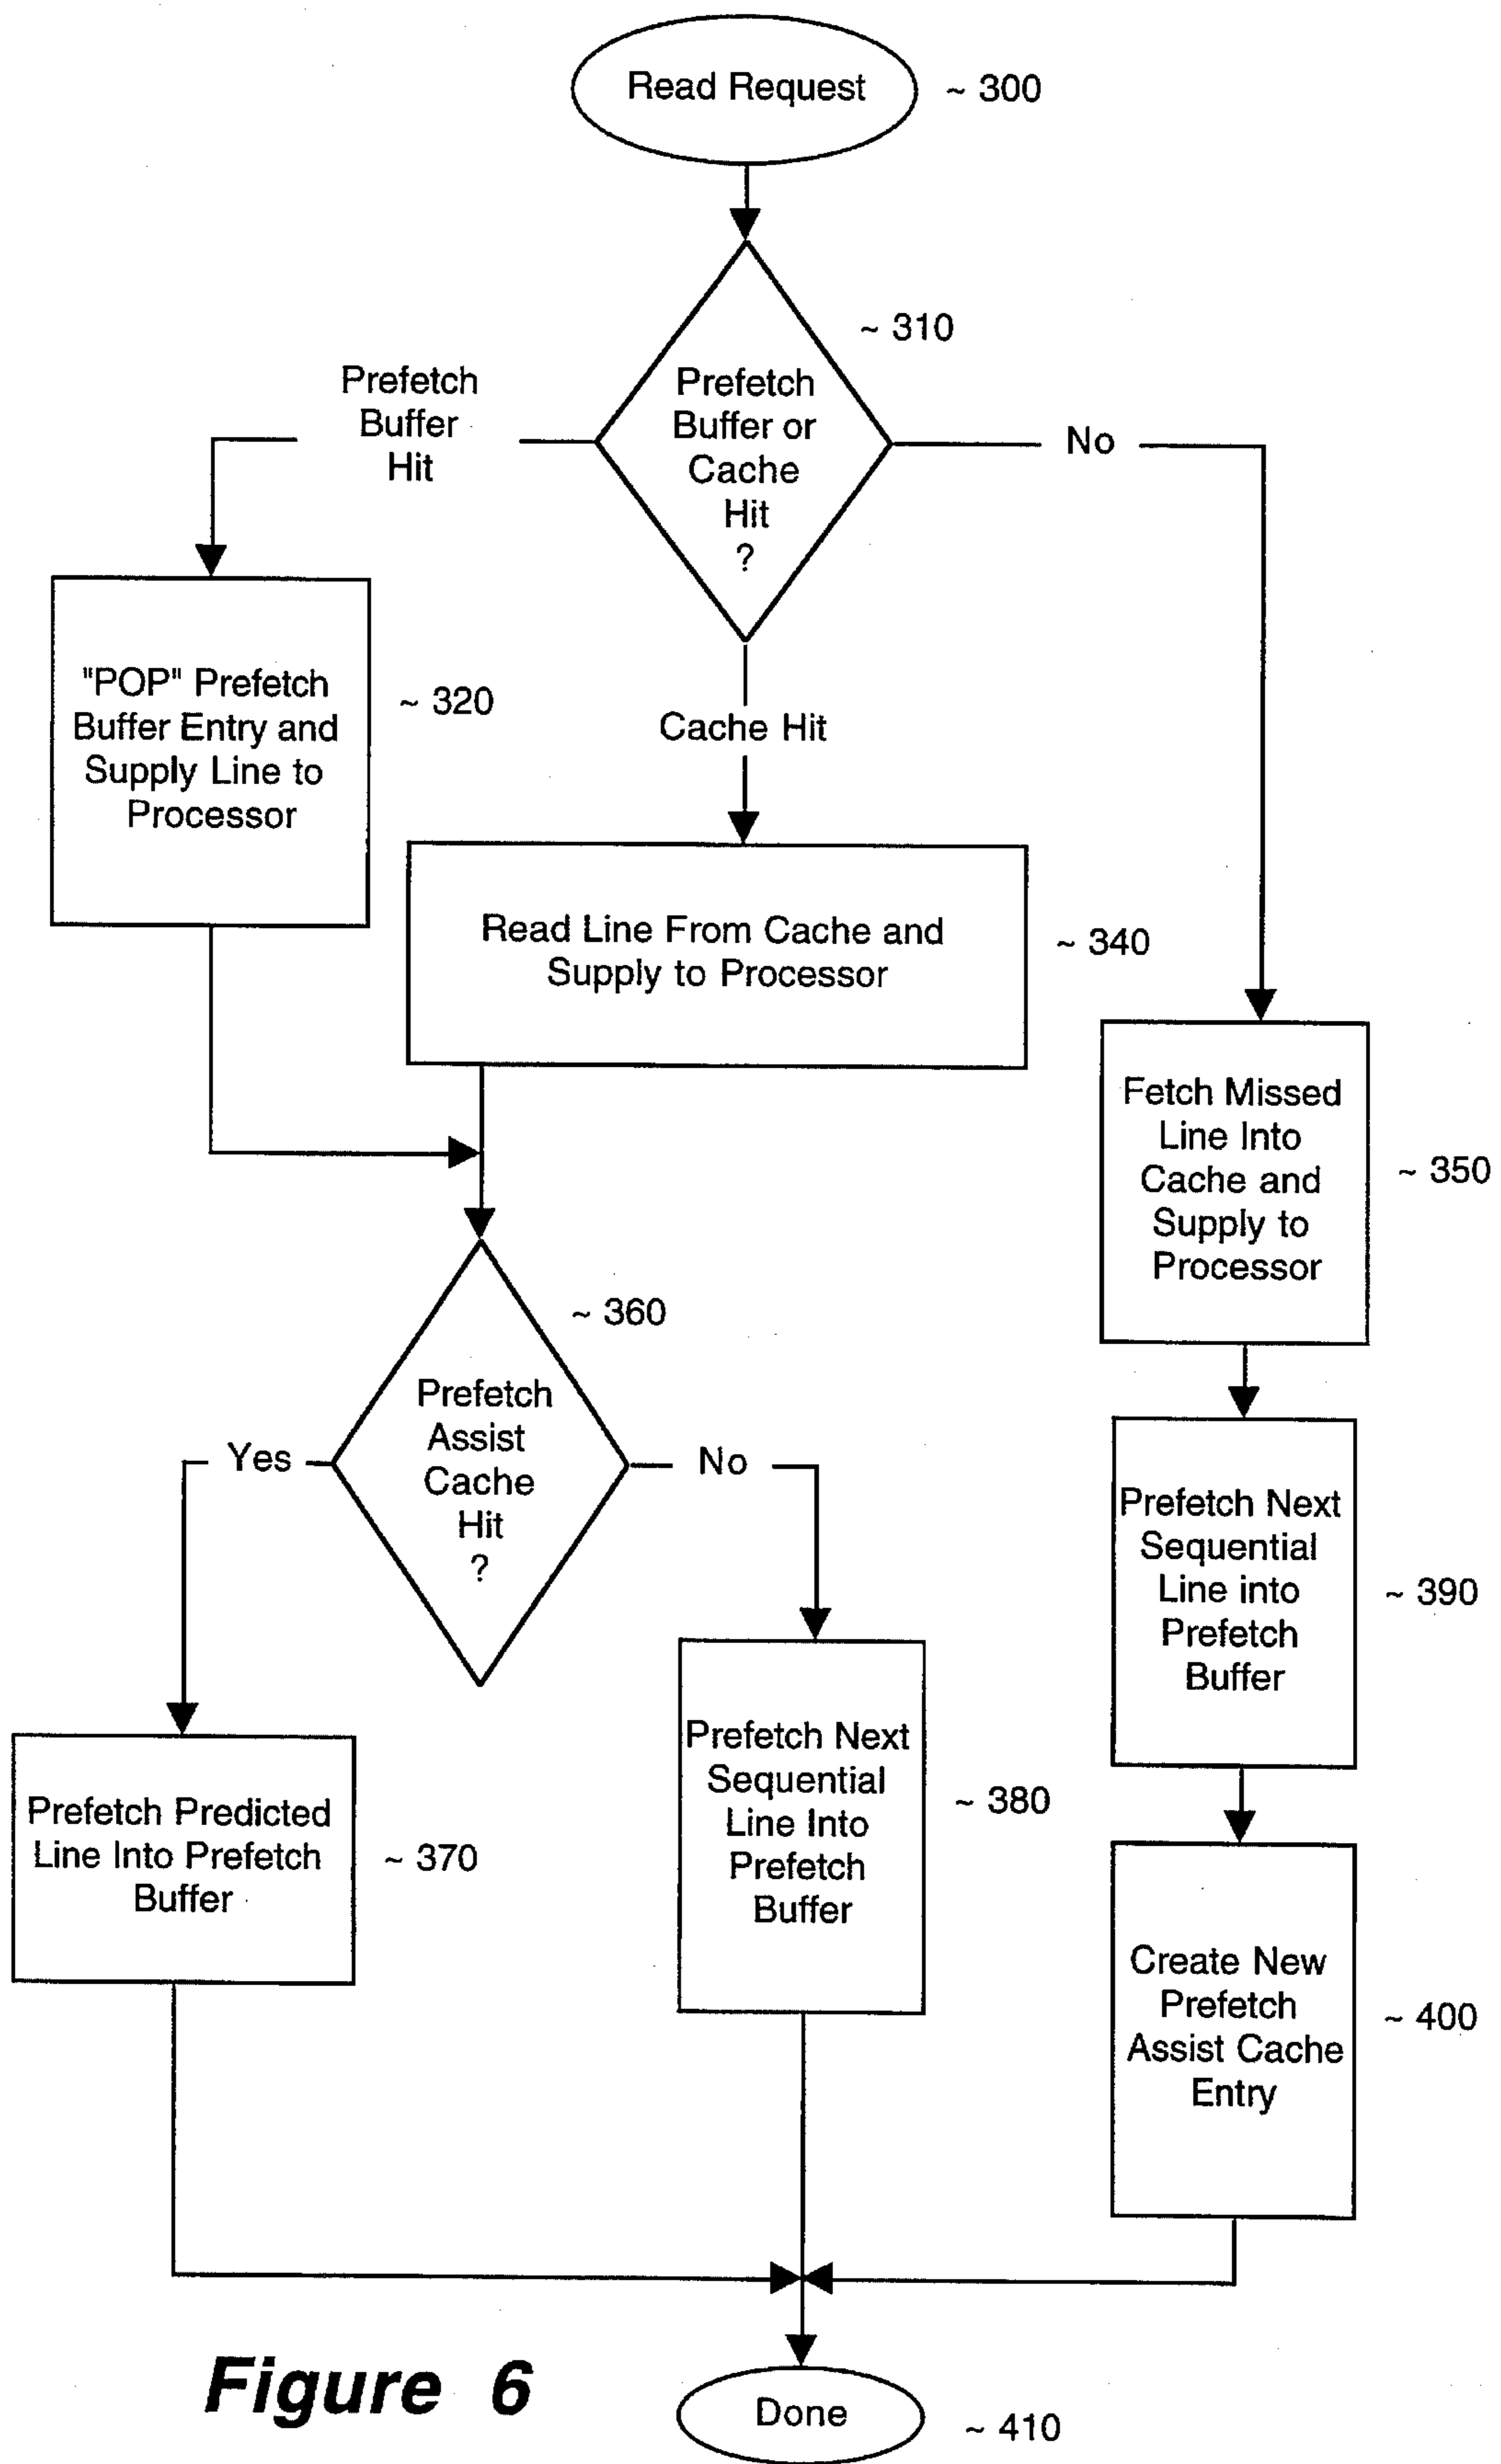 Read Request
~ 300
~ 310
Prefetch
Buffer
Hit
Prefetch
Buffer or
Cache
Hit
?
No
"POP" Prefetch
Buffer Entry and
Supply Line to
Processor
~ 320
Cache Hit
Read Line From Cache and
Supply to Processor
~ 340
Fetch Missed
Line Into
Cache and
Supply to
Processor
~ 350
~ 360
Prefetch
Assist
Cache
Hit
?
Yes
No
Prefetch Next
Sequential
Line into
Prefetch
Buffer
~ 390
Prefetch Predicted
Line Into Prefetch
Buffer
~ 370
Prefetch Next
Sequential
Line Into
Prefetch
Buffer
~ 380
Create New
Prefetch
Assist Cache
Entry
~ 400
Figure 6
Done
~ 410